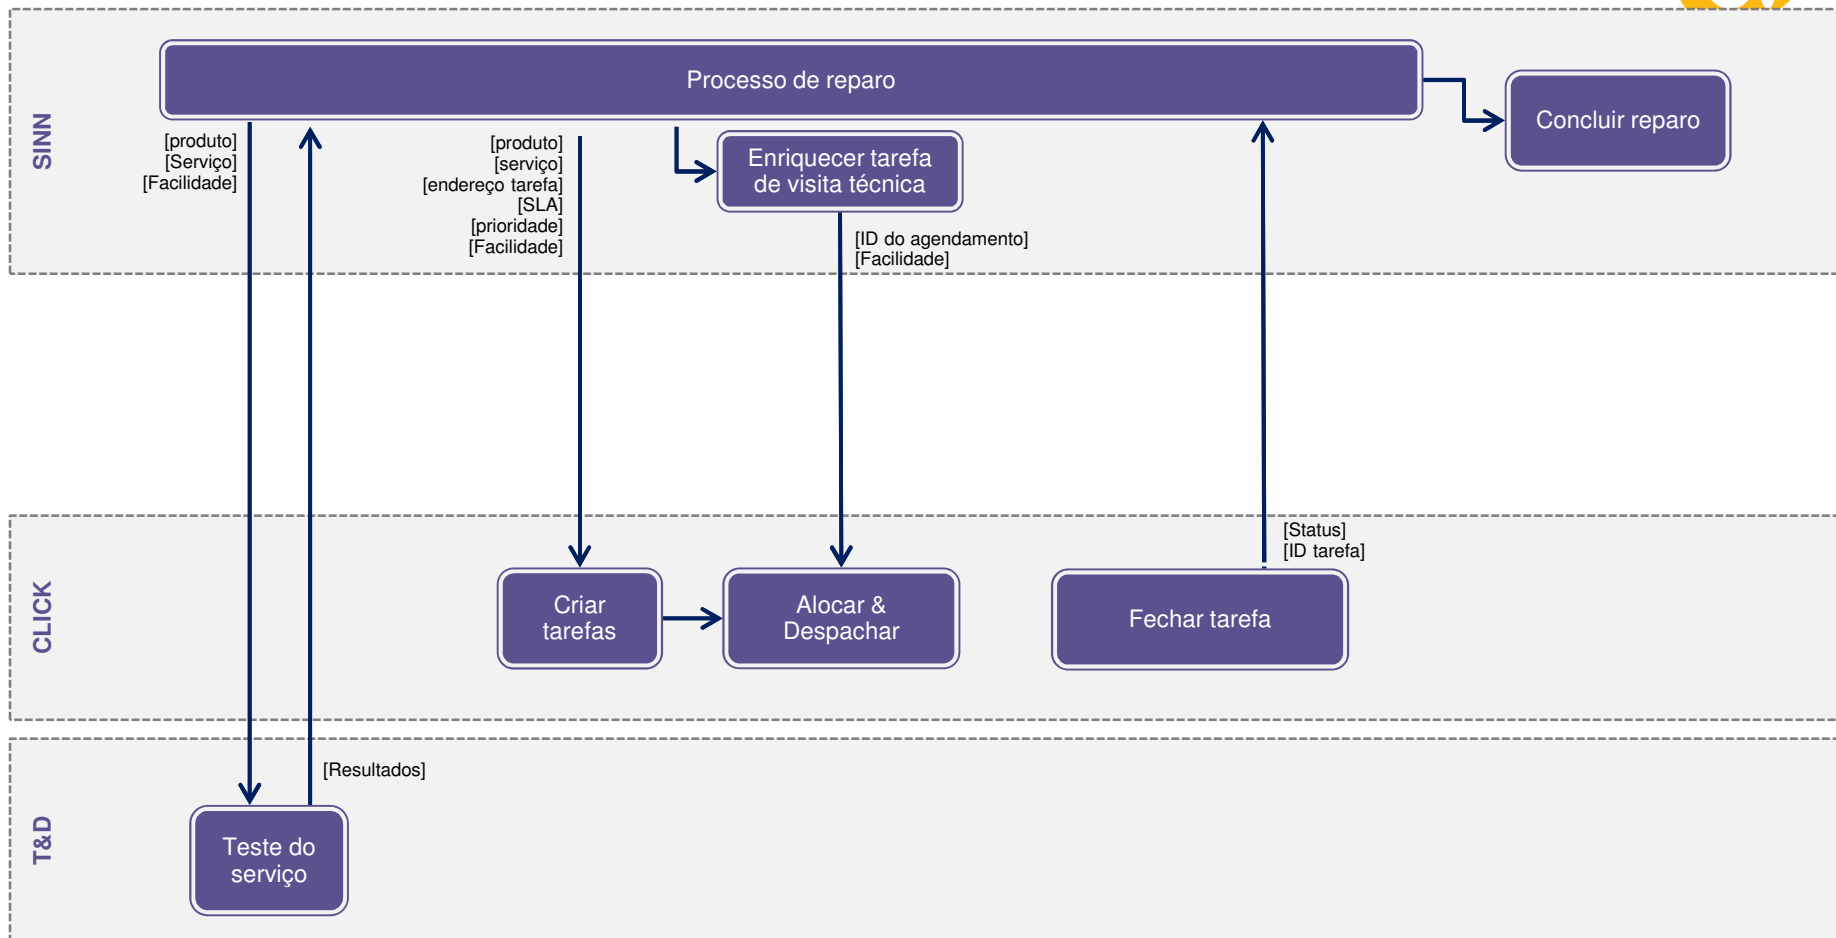 SINN
Processo de reparo
Concluir reparo
[produto]
[Serviço]
[Facilidade]
[produto]
[serviço]
[endereço tarefa]
[SLA]
[prioridade]
[Facilidade]
Enriquecer tarefa
de visita técnica
[ID do agendamento]
[Facilidade]
CLICK
[Status]
[ID tarefa]
Criar
tarefas
Alocar &
Despachar
Fechar tarefa
T&D
[Resultados]
Teste do
serviço